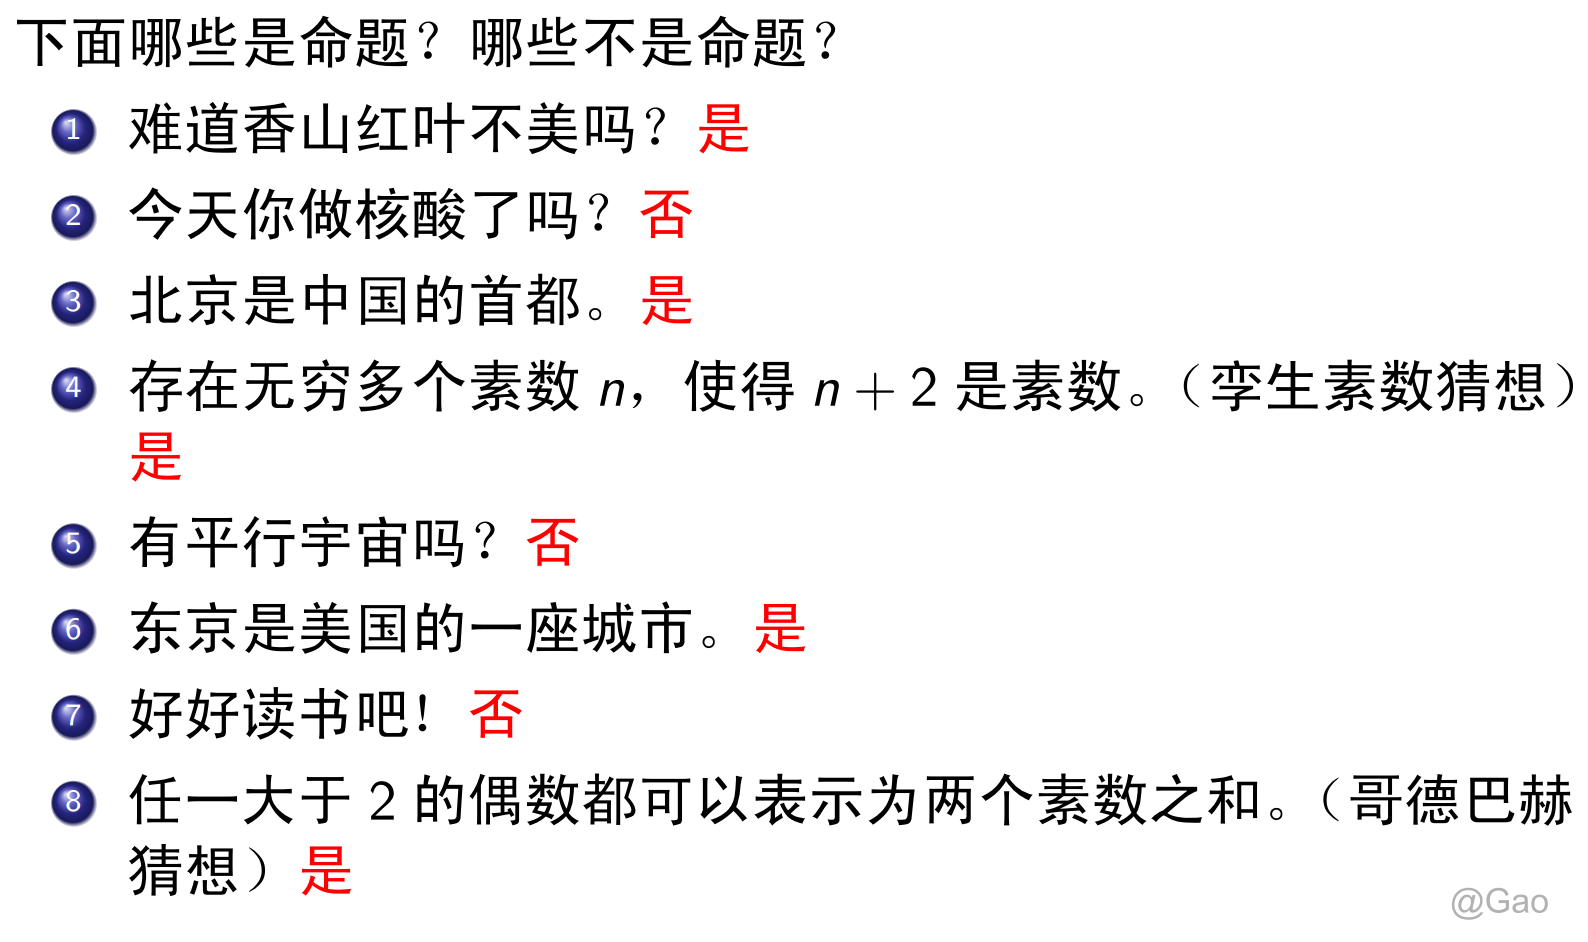 下面哪些是命题？哪些不是命题？
1 难道香山红叶不美吗？是
2 今天你做核酸了吗？否
3 北京是中国的首都。是
4 存在无穷多个素数 n，使得 n + 2 是素数。（孪生素数猜想）
是
5 有平行宇宙吗？否
6 东京是美国的一座城市。是
7 好好读书吧！否
8 任一大于 2 的偶数都可以表示为两个素数之和。（哥德巴赫
猜想）是
@Gao